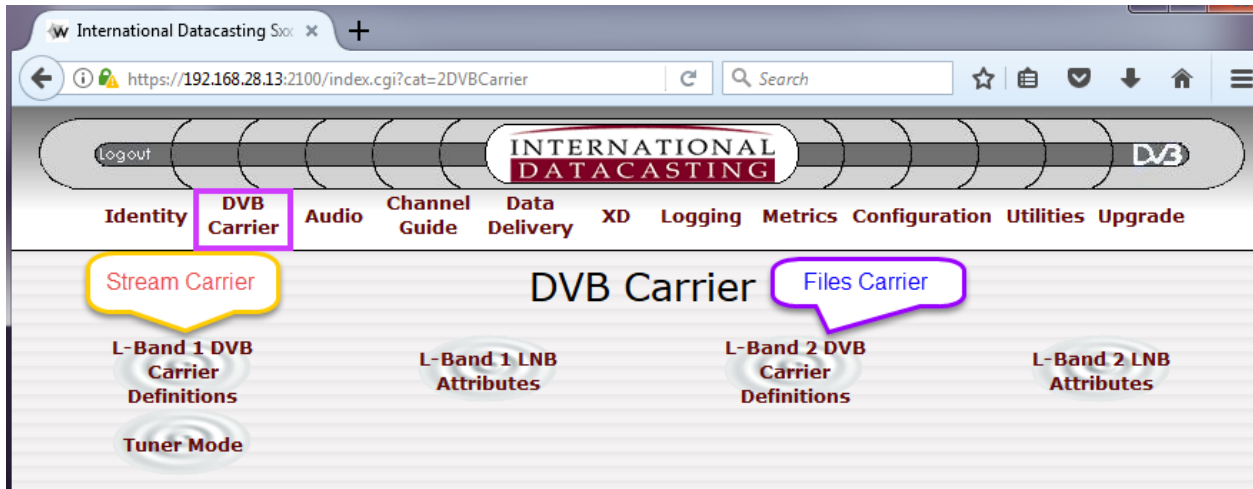 International Datacasting Sxx
https://192.168.28.13:2100/index.cgi?cat=2DVBCarrier
Search
Logout
INTERNATIONAL
DATACASTING
DVB
Identity
DVB
Carrier
Audio
Channel
Guide
Data
Delivery
XD
Logging
Metrics
Configuration
Utilities
Upgrade
Stream Carrier
DVB Carrier
Files Carrier
L-Band 1 DVB
Carrier
Definitions
L-Band 1 LNB
Attributes
L-Band 2 DVB
Carrier
Definitions
L-Band 2 LNB
Attributes
Tuner Mode